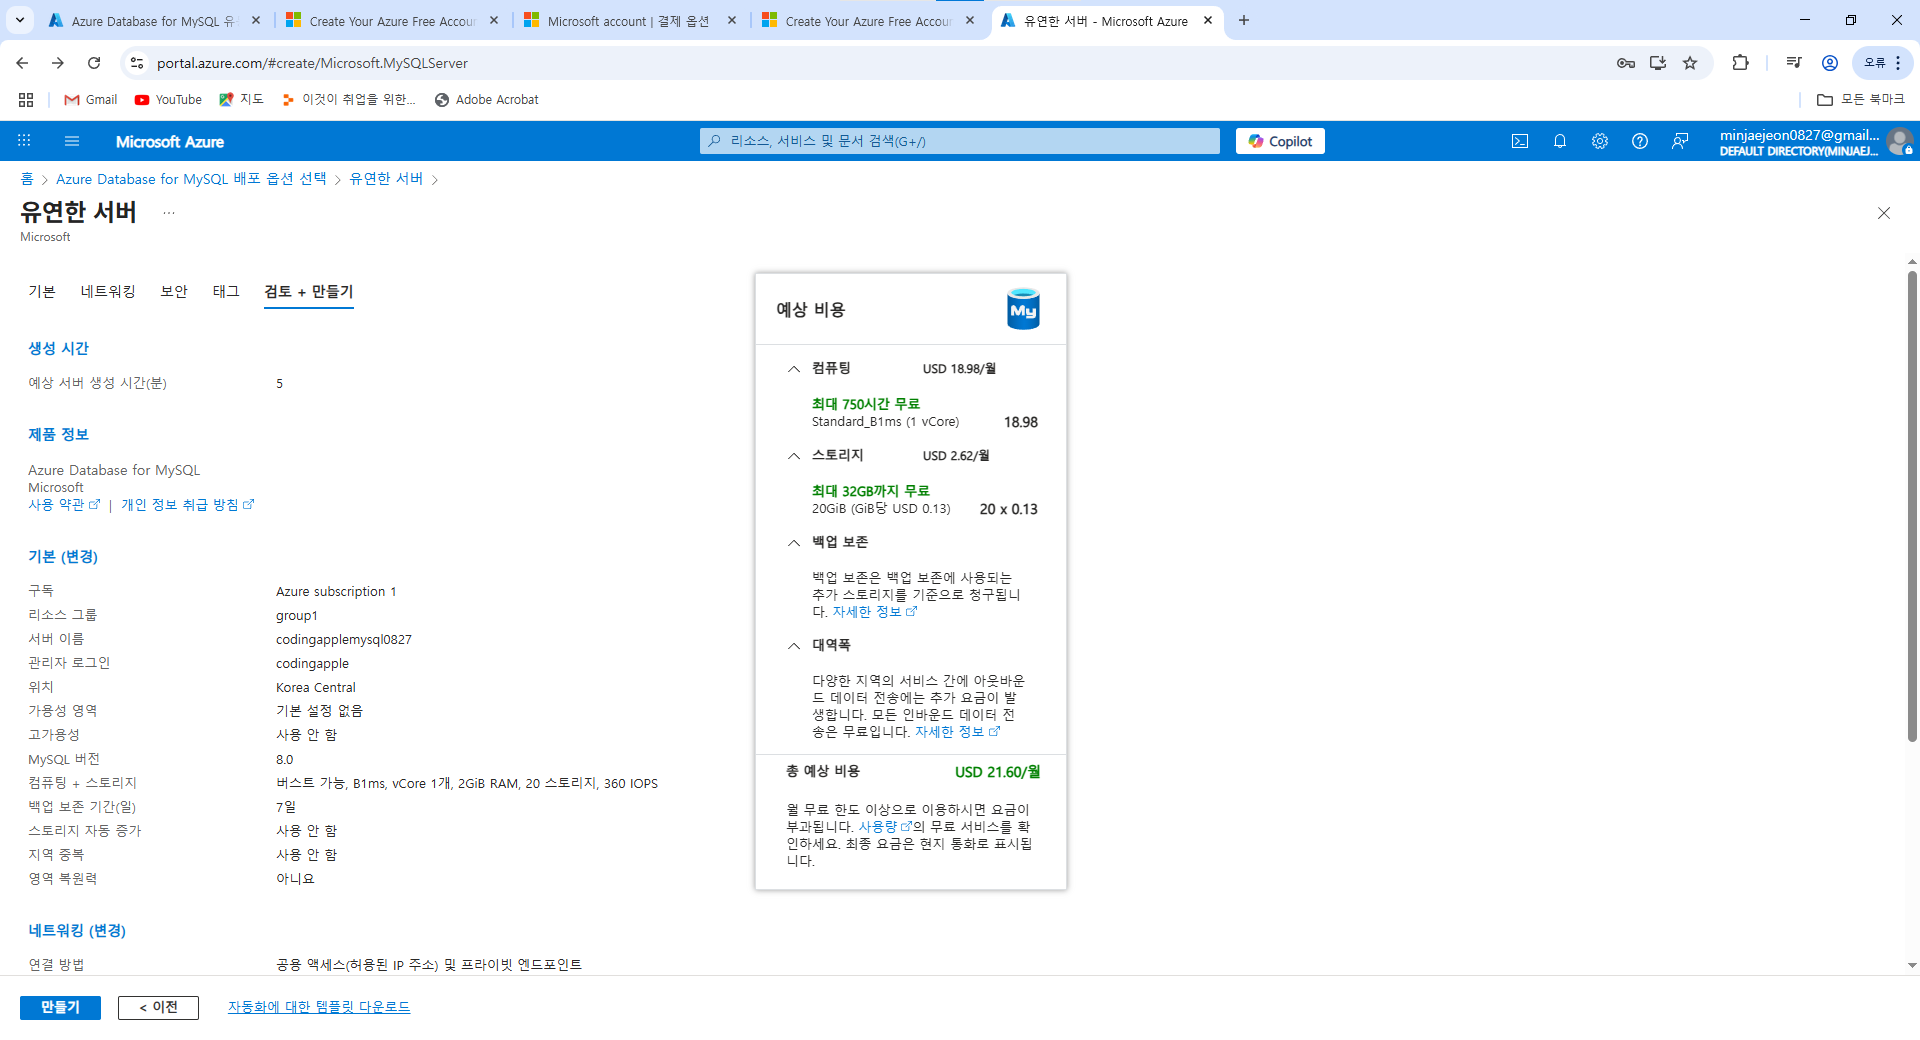 Azure Database for MySQL 유
Create Your Azure Free Accour
Microsoft account | 결제 옵션
Create Your Azure Free Accour
유연한 서버 - Microsoft Azure
portal.azure.com/#create/Microsoft.MySQLServer
오류
Gmail
YouTube
지도
이것이 취업을 위한...
Adobe Acrobat
모든 북마크
Microsoft Azure
리소스, 서비스 및 문서 검색(G+/)
Copilot
minjaejeon0827@gmail...
DEFAULT DIRECTORY(MINJAEJ...
홈 > Azure Database for MySQL 배포 옵션 선택 > 유연한 서버 >
유연한 서버 ...
Microsoft
기본
네트워킹
보안
태그
검토 + 만들기
생성 시간
예상 서버 생성 시간(분) 5
제품 정보
Azure Database for MySQL
Microsoft
사용 약관 | 개인 정보 취급 방침
기본 (변경)
구독 Azure subscription 1
리소스 그룹 group1
서버 이름 codingapplemysql0827
관리자 로그인 codingapple
위치 Korea Central
가용성 영역 기본 설정 없음
고가용성 사용 안 함
MySQL 버전 8.0
컴퓨팅 + 스토리지 버스트 가능, B1ms, vCore 1개, 2GiB RAM, 20 스토리지, 360 IOPS
백업 보존 기간(일) 7일
스토리지 자동 증가 사용 안 함
지역 중복 사용 안 함
영역 복원력 아니요
네트워킹 (변경)
연결 방법 공용 액세스(허용된 IP 주소) 및 프라이빗 엔드포인트
예상 비용
My
컴퓨팅 USD 18.98/월
최대 750시간 무료
Standard_B1ms (1 vCore) 18.98
스토리지 USD 2.62/월
최대 32GB까지 무료
20GiB (GiB당 USD 0.13) 20 x 0.13
백업 보존
백업 보존은 백업 보존에 사용되는
추가 스토리지를 기준으로 청구됩니
다. 자세한 정보
대역폭
다양한 지역의 서비스 간에 아웃바운
드 데이터 전송에는 추가 요금이 발
생합니다. 모든 인바운드 데이터 전
송은 무료입니다. 자세한 정보
총 예상 비용 USD 21.60/월
월 무료 한도 이상으로 이용하시면 요금이
부과됩니다. 사용량의 무료 서비스를 확
인하세요. 최종 요금은 현지 통화로 표시됩
니다.
만들기
< 이전
자동화에 대한 템플릿 다운로드